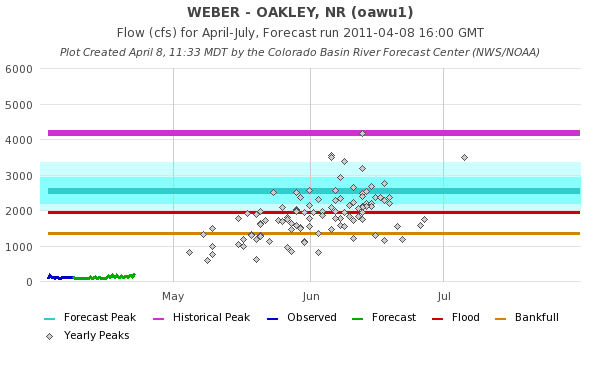 WEBER - OAKLEY, NR (oawu1)
Flow (cfs) for April-July, Forecast run 2011-04-08 16:00 GMT
Plot Created April 8, 11:33 MDT by the Colorado Basin River Forecast Center (NWS/NOAA)
6000
5000
4000
3000
2000
1000
0
May Jun Jul
Forecast Peak Historical Peak Observed Forecast Flood Bankfull
Yearly Peaks